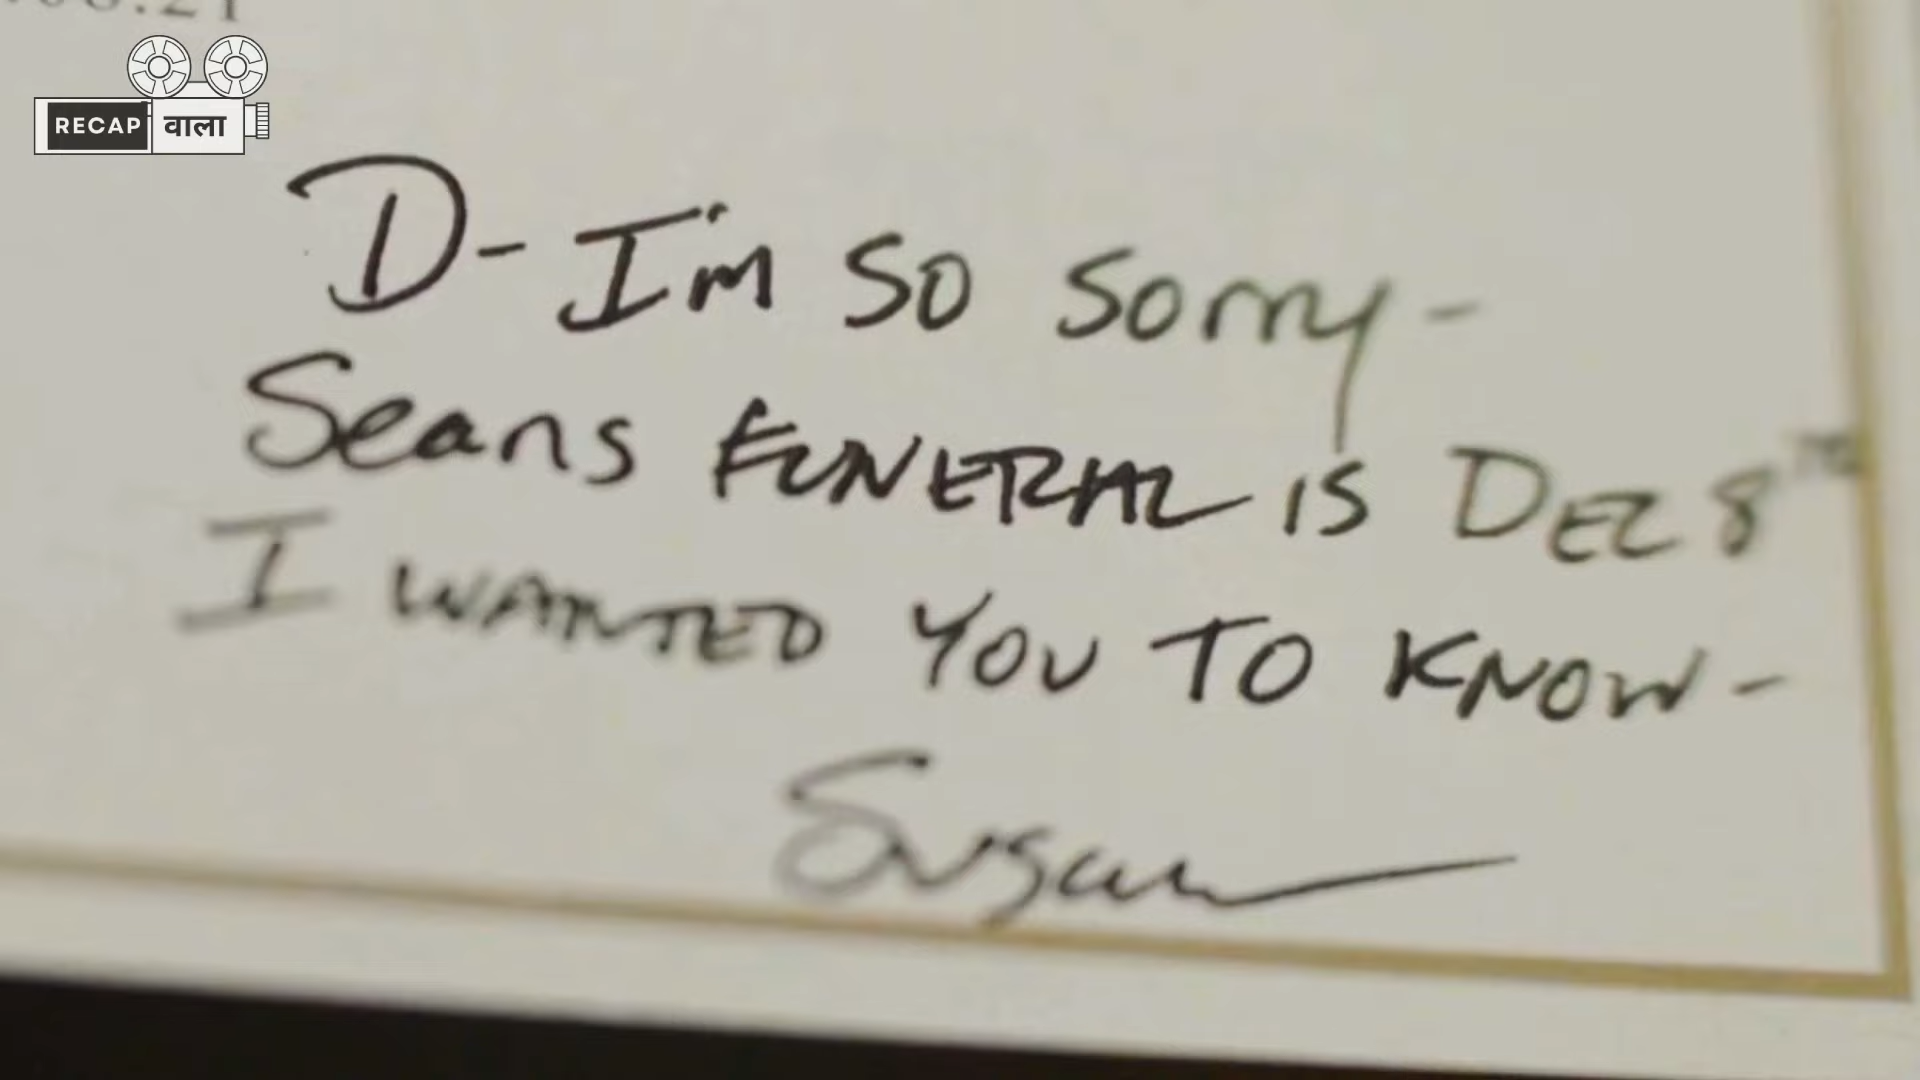 RECAP वाला
D- I'm SO Sorry -
Seans FUNERAL IS DEC 8TH
I WANTED YOU TO KNOW -
Susan